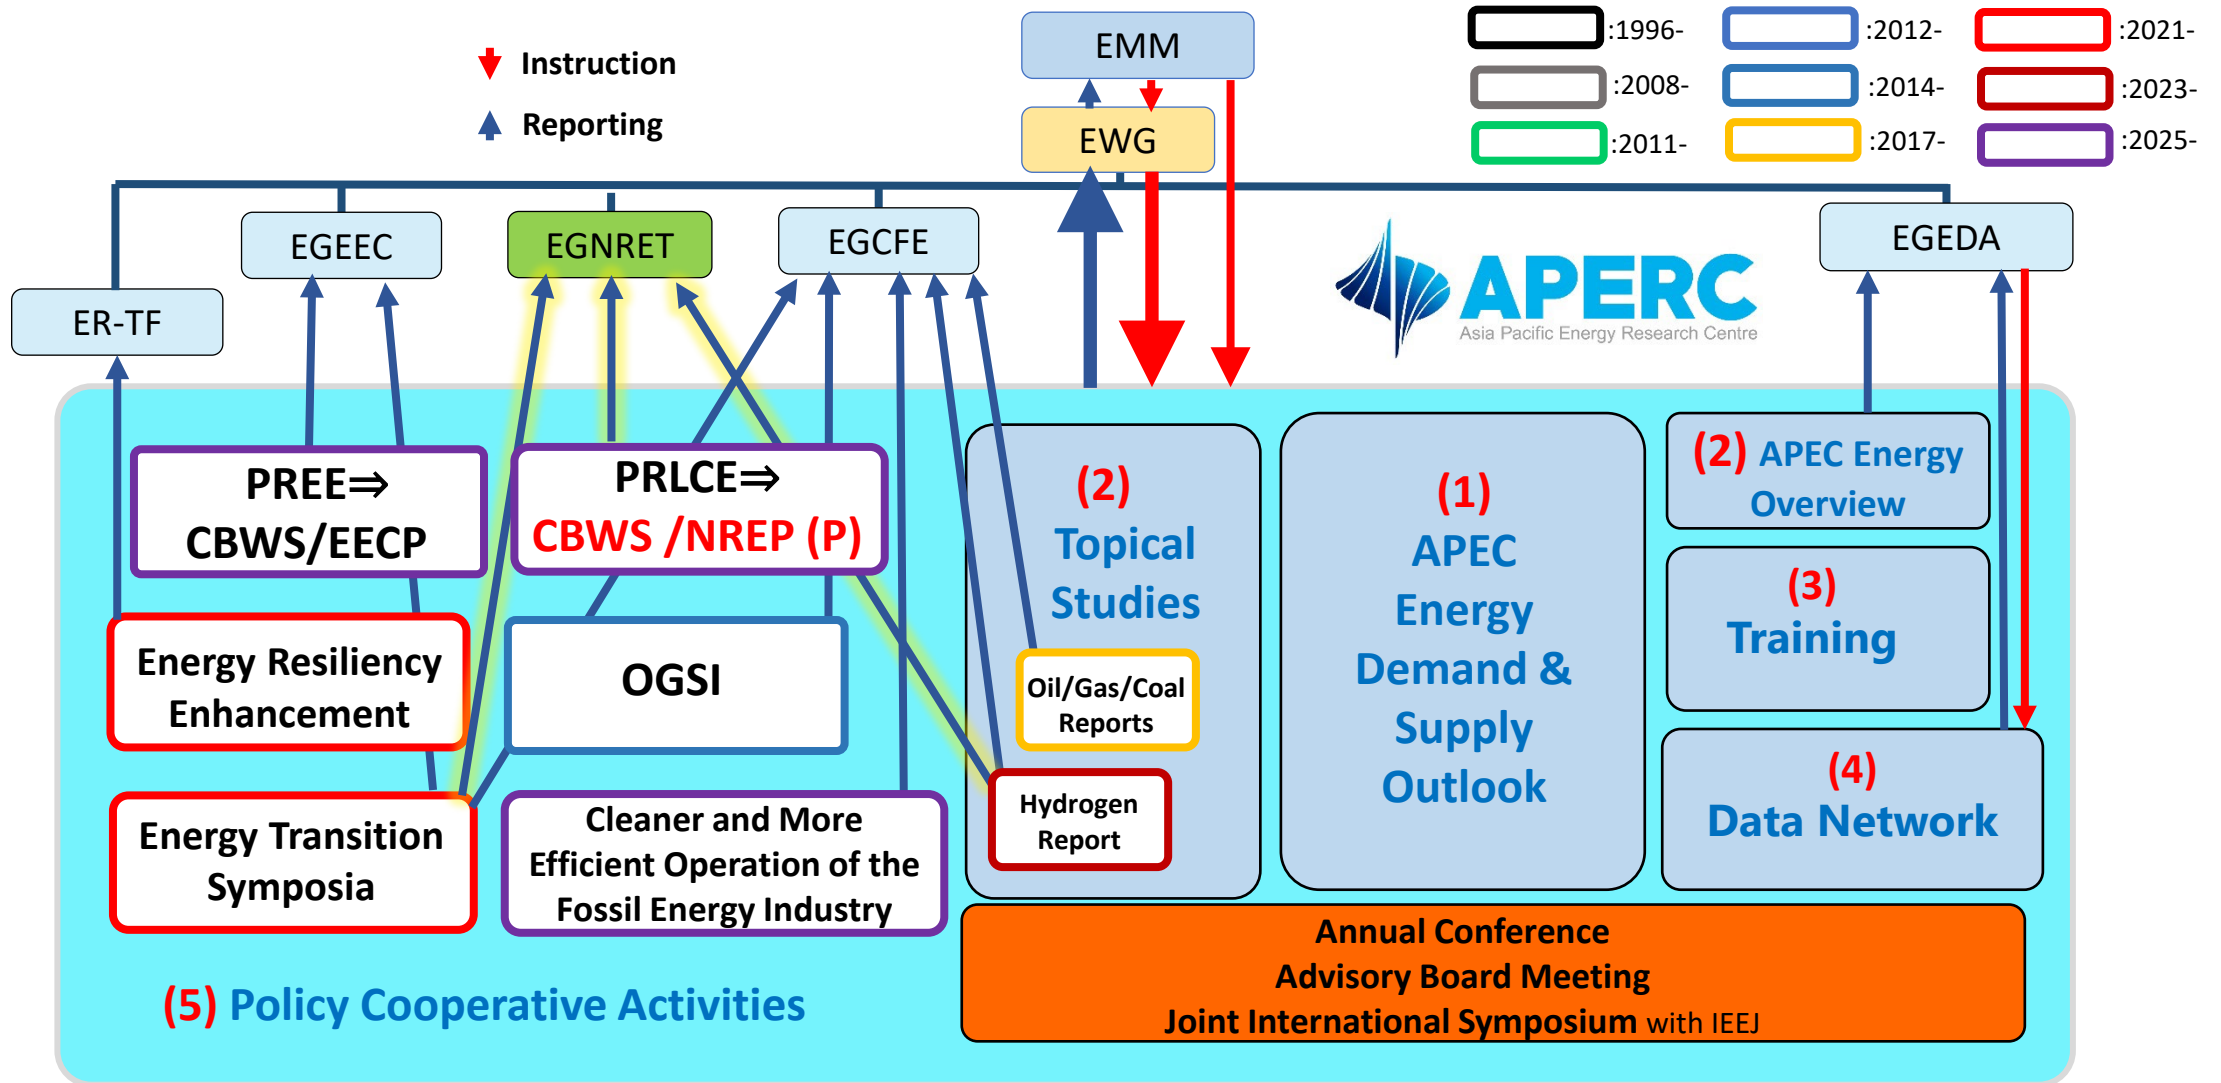 Instruction
Reporting
EMM
EWG
:1996-
:2012-
:2021-
:2008-
:2014-
:2023-
:2011-
:2017-
:2025-
ER-TF
EGEEC
EGNRET
EGCFE
EGEDA
APERC
Asia Pacific Energy Research Centre
PREE⇒
CBWS/EECP
PRLCE⇒
CBWS /NREP (P)
Energy Resiliency
Enhancement
OGSI
Energy Transition
Symposia
Cleaner and More
Efficient Operation of the
Fossil Energy Industry
(5) Policy Cooperative Activities
(2)
Topical
Studies
Oil/Gas/Coal
Reports
Hydrogen
Report
(1)
APEC
Energy
Demand &
Supply
Outlook
(2) APEC Energy
Overview
(3)
Training
(4)
Data Network
Annual Conference
Advisory Board Meeting
Joint International Symposium with IEEJ